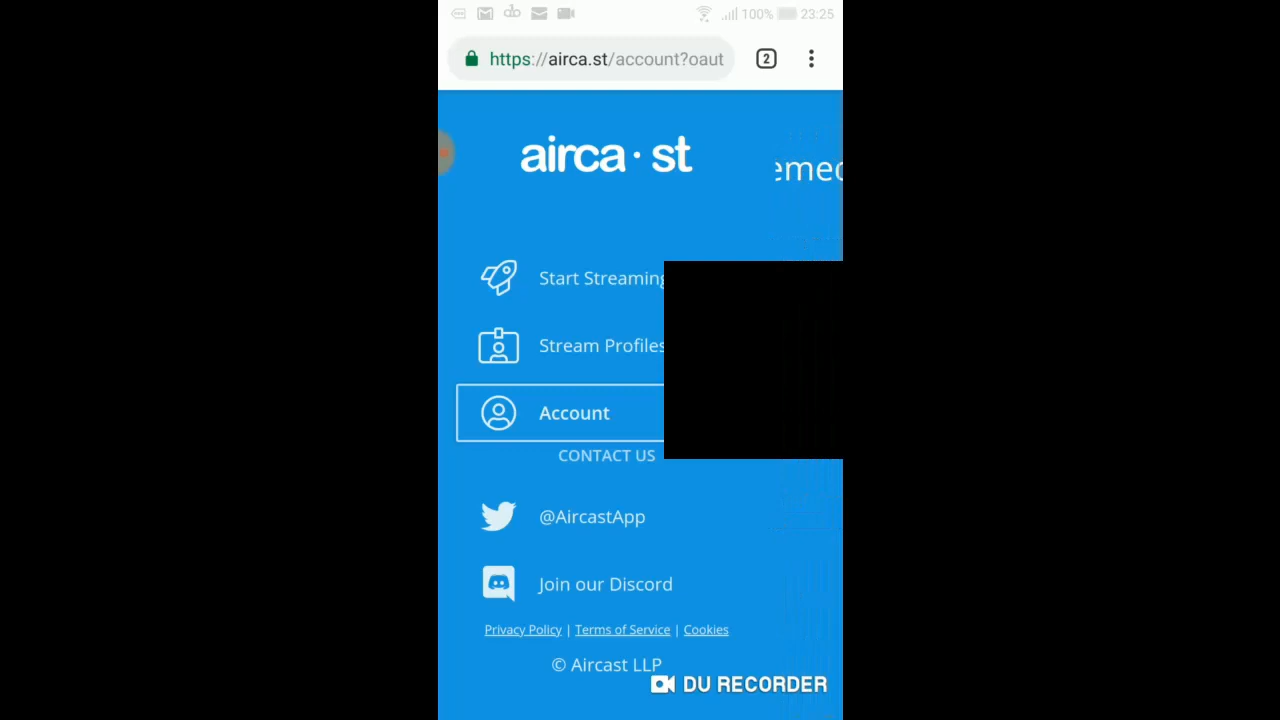 100% 23:25
https://airca.st/account?oaut 2
airca·st
Start Streaming
Stream Profiles
Account
CONTACT US
@AircastApp
Join our Discord
Privacy Policy | Terms of Service | Cookies
© Aircast LLP
DU RECORDER